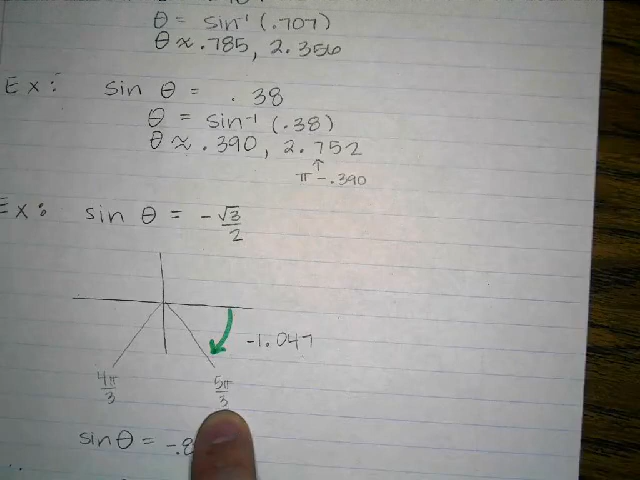 θ = sin⁻¹(.707)
θ ≈ .785, 2.356
Ex: sin θ = .38
θ = sin⁻¹(.38)
θ ≈ .390, 2.752
↑
π - .390
Ex: sin θ = -√3/2
-1.047
4π/3 5π/3
sin θ = -.8